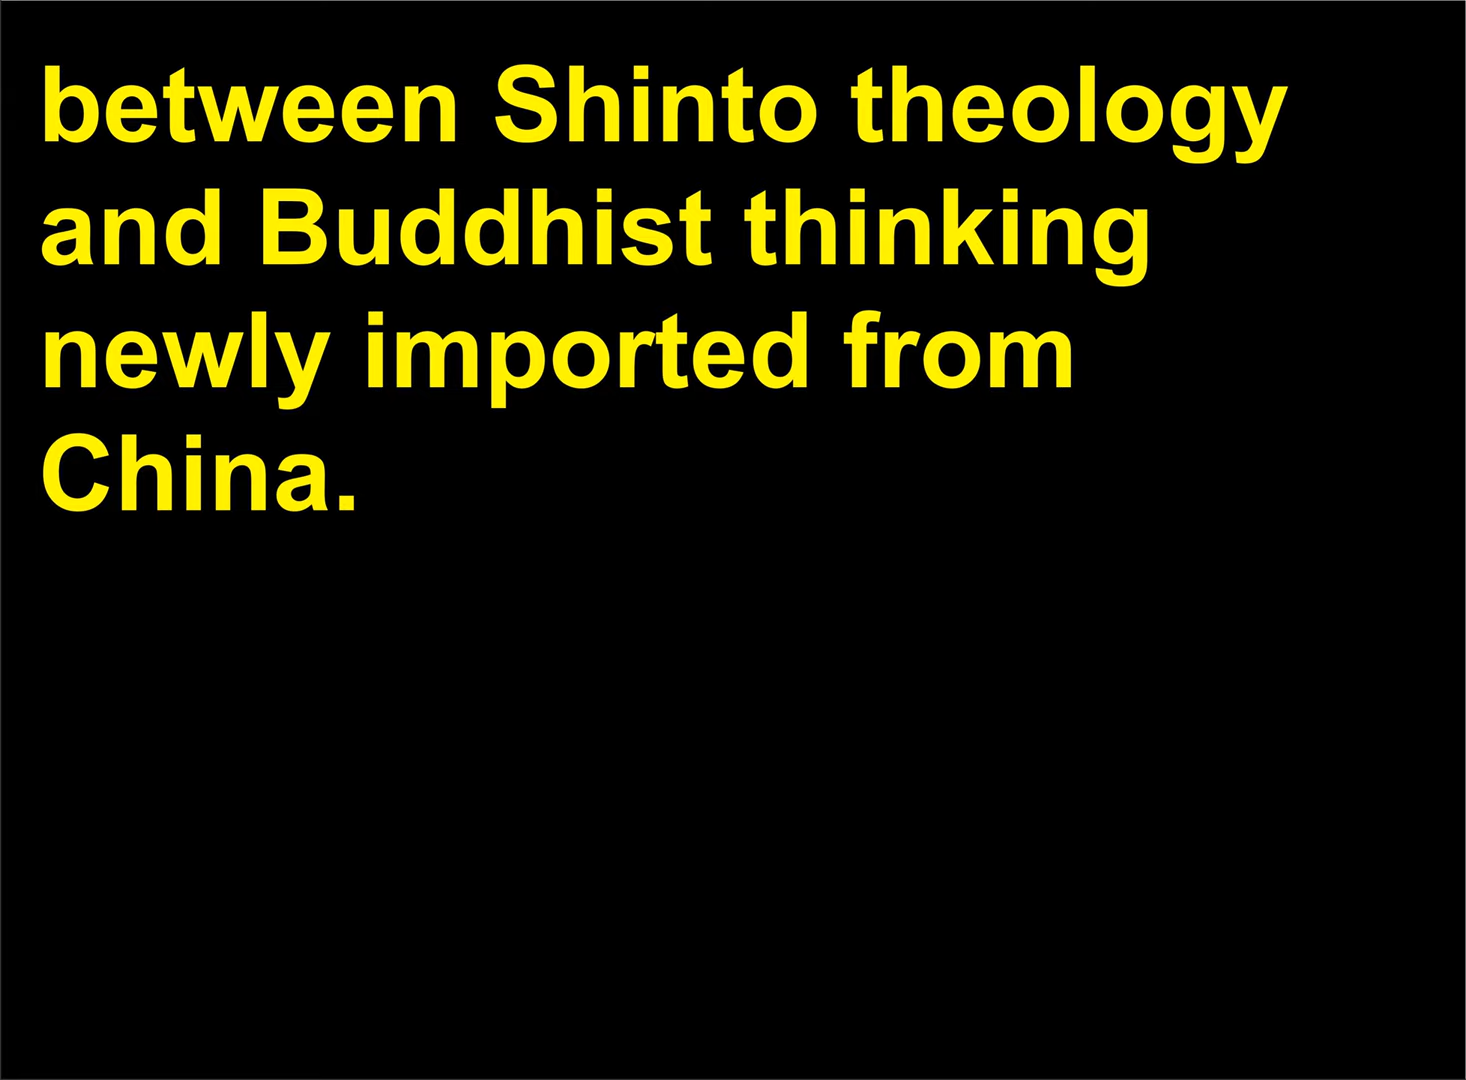 between Shinto theology
and Buddhist thinking
newly imported from
China.